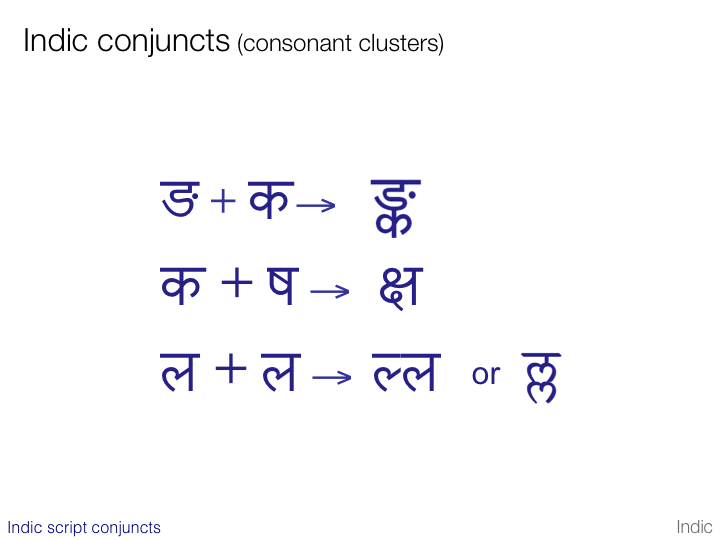 Indic conjuncts (consonant clusters)
ङ + क → ङ्क
क + ष → क्ष
ल + ल → ल्ल or ल्ल
Indic script conjuncts
Indic